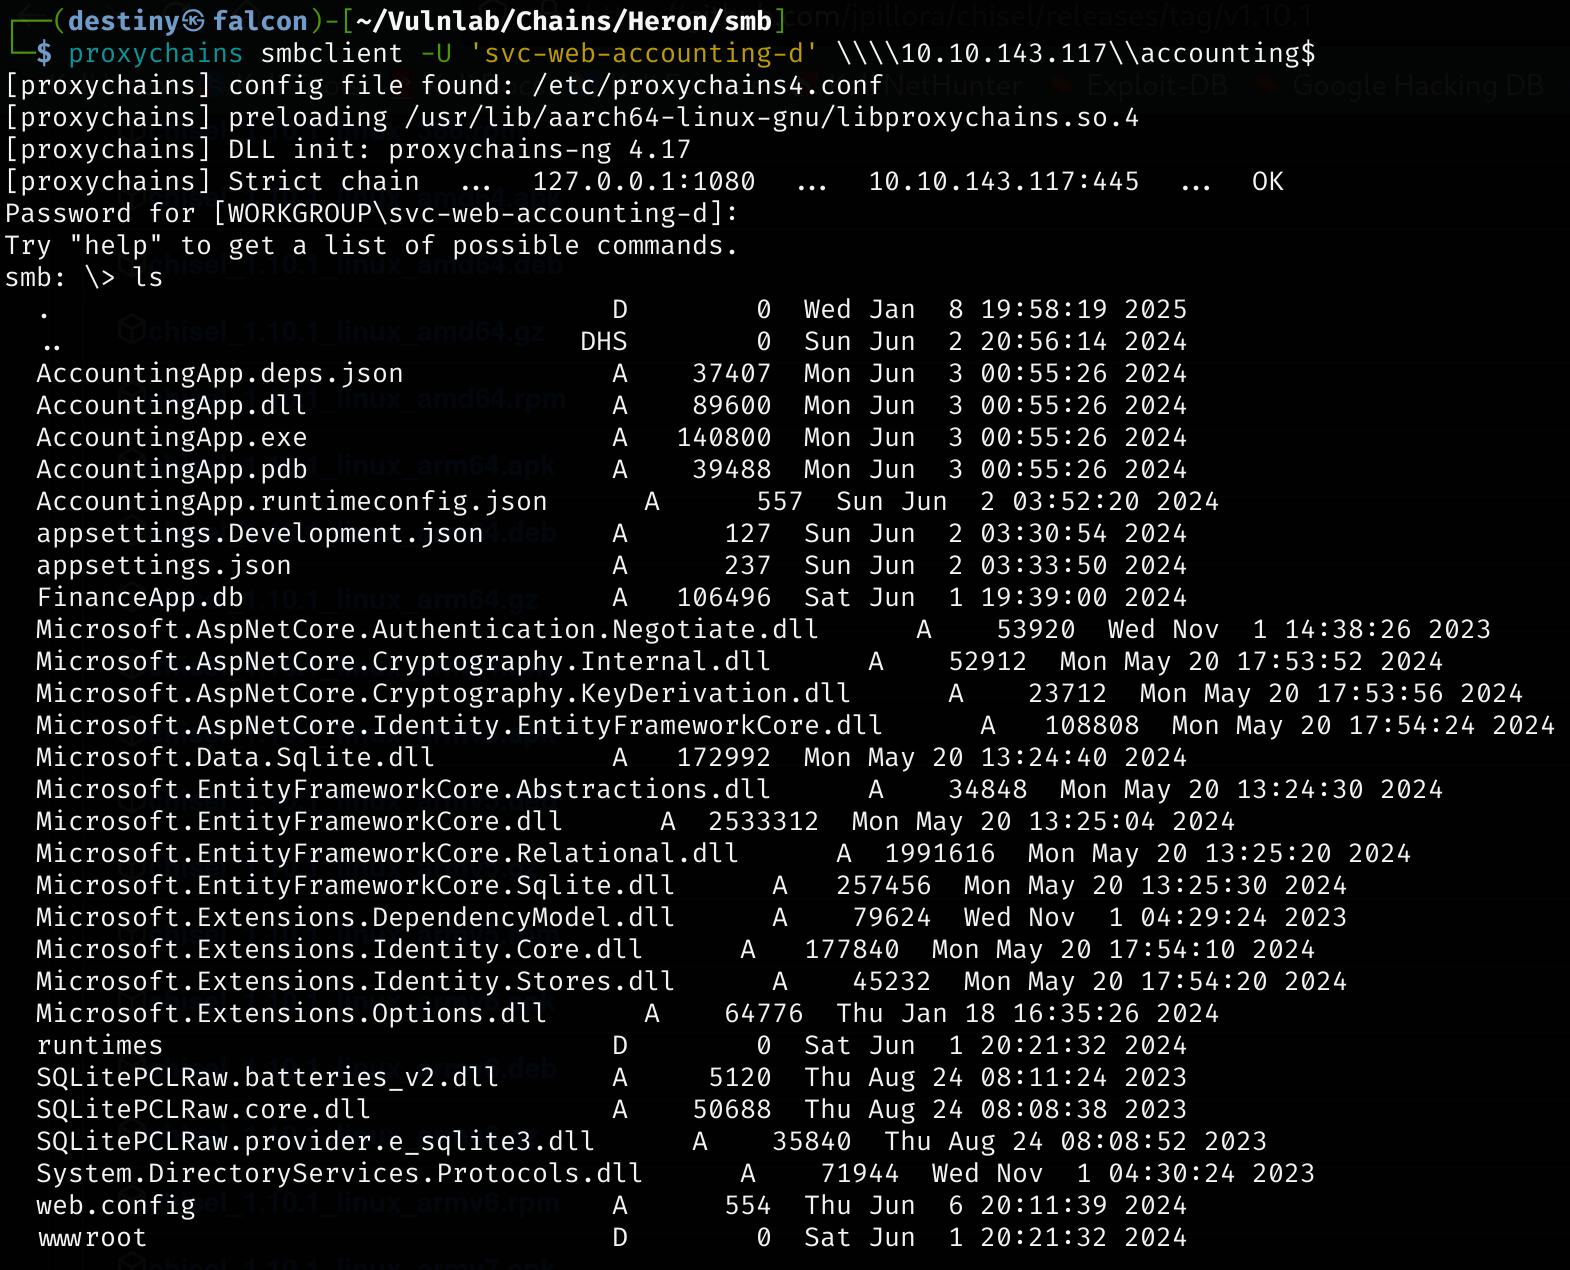 ┌──(destiny㉿falcon)-[~/Vulnlab/Chains/Heron/smb]
└─$ proxychains smbclient -U 'svc-web-accounting-d' \\\\10.10.143.117\\accounting$
[proxychains] config file found: /etc/proxychains4.conf
[proxychains] preloading /usr/lib/aarch64-linux-gnu/libproxychains.so.4
[proxychains] DLL init: proxychains-ng 4.17
[proxychains] Strict chain  ...  127.0.0.1:1080  ...  10.10.143.117:445  ...  OK
Password for [WORKGROUP\svc-web-accounting-d]:
Try "help" to get a list of possible commands.
smb: \> ls
  .                                   D        0  Wed Jan  8 19:58:19 2025
  ..                                DHS        0  Sun Jun  2 20:56:14 2024
  AccountingApp.deps.json             A    37407  Mon Jun  3 00:55:26 2024
  AccountingApp.dll                   A    89600  Mon Jun  3 00:55:26 2024
  AccountingApp.exe                   A   140800  Mon Jun  3 00:55:26 2024
  AccountingApp.pdb                   A    39488  Mon Jun  3 00:55:26 2024
  AccountingApp.runtimeconfig.json      A      557  Sun Jun  2 03:52:20 2024
  appsettings.Development.json        A      127  Sun Jun  2 03:30:54 2024
  appsettings.json                    A      237  Sun Jun  2 03:33:50 2024
  FinanceApp.db                       A   106496  Sat Jun  1 19:39:00 2024
  Microsoft.AspNetCore.Authentication.Negotiate.dll      A    53920  Wed Nov  1 14:38:26 2023
  Microsoft.AspNetCore.Cryptography.Internal.dll      A    52912  Mon May 20 17:53:52 2024
  Microsoft.AspNetCore.Cryptography.KeyDerivation.dll      A    23712  Mon May 20 17:53:56 2024
  Microsoft.AspNetCore.Identity.EntityFrameworkCore.dll      A   108808  Mon May 20 17:54:24 2024
  Microsoft.Data.Sqlite.dll           A   172992  Mon May 20 13:24:40 2024
  Microsoft.EntityFrameworkCore.Abstractions.dll      A    34848  Mon May 20 13:24:30 2024
  Microsoft.EntityFrameworkCore.dll      A  2533312  Mon May 20 13:25:04 2024
  Microsoft.EntityFrameworkCore.Relational.dll      A  1991616  Mon May 20 13:25:20 2024
  Microsoft.EntityFrameworkCore.Sqlite.dll      A   257456  Mon May 20 13:25:30 2024
  Microsoft.Extensions.DependencyModel.dll      A    79624  Wed Nov  1 04:29:24 2023
  Microsoft.Extensions.Identity.Core.dll      A   177840  Mon May 20 17:54:10 2024
  Microsoft.Extensions.Identity.Stores.dll      A    45232  Mon May 20 17:54:20 2024
  Microsoft.Extensions.Options.dll      A    64776  Thu Jan 18 16:35:26 2024
  runtimes                            D        0  Sat Jun  1 20:21:32 2024
  SQLitePCLRaw.batteries_v2.dll       A     5120  Thu Aug 24 08:11:24 2023
  SQLitePCLRaw.core.dll               A    50688  Thu Aug 24 08:08:38 2023
  SQLitePCLRaw.provider.e_sqlite3.dll      A    35840  Thu Aug 24 08:08:52 2023
  System.DirectoryServices.Protocols.dll      A    71944  Wed Nov  1 04:30:24 2023
  web.config                          A      554  Thu Jun  6 20:11:39 2024
  wwwroot                             D        0  Sat Jun  1 20:21:32 2024